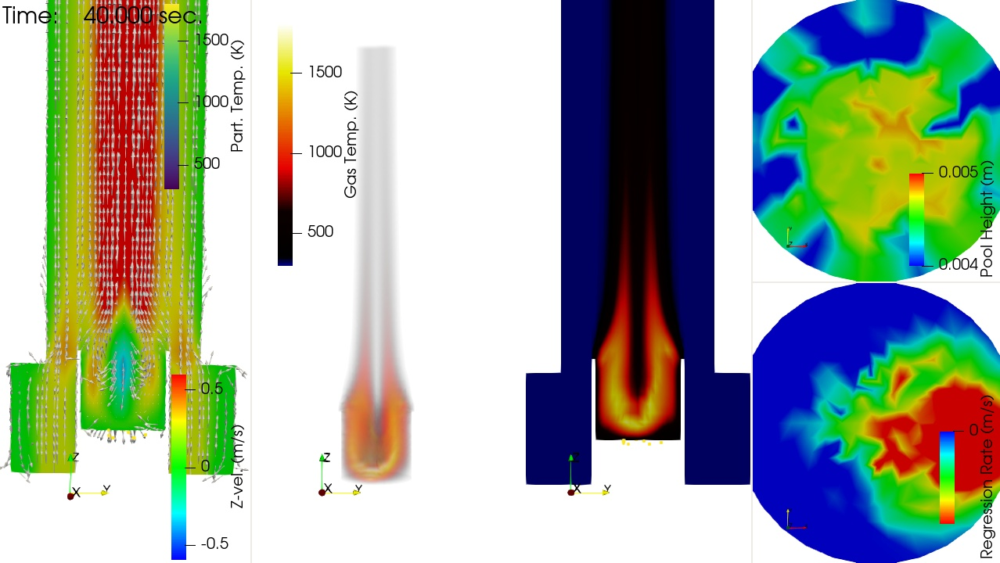 Time: 40.000 sec.
1500
1000
500
Part. Temp. (K)
0.5
0
-0.5
Z-vel. (m/s)
Z
X
Y
1500
1000
500
Gas Temp. (K)
Z
X
Y
Z
X
Y
0.005
0.004
Pool Height (m)
Y
Z
0
Regression Rate (m/s)